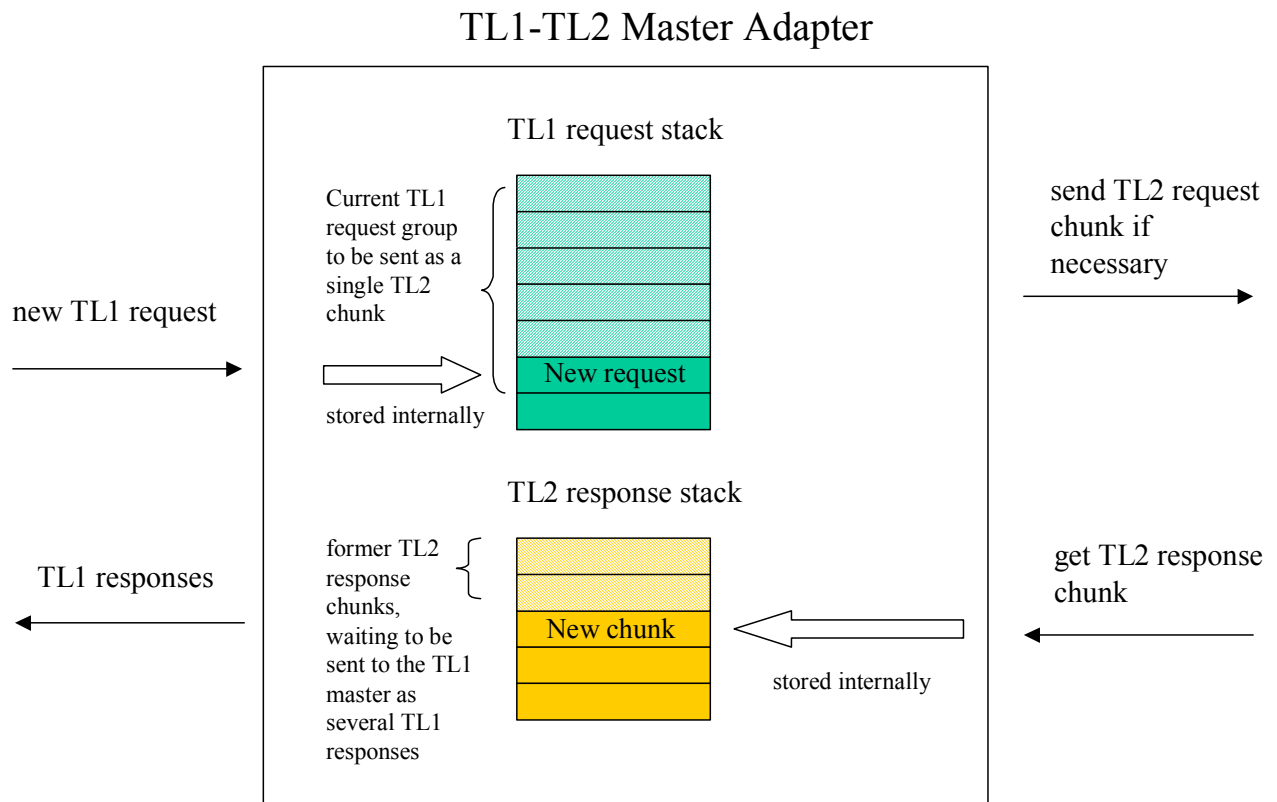 TL1-TL2 Master Adapter
TL1 request stack
Current TL1
request group
to be sent as a
single TL2
chunk
send TL2 request
chunk if
necessary
new TL1 request
New request
stored internally
TL2 response stack
former TL2
response
chunks,
waiting to be
sent to the TL1
master as
several TL1
responses
TL1 responses
New chunk
get TL2 response
chunk
stored internally